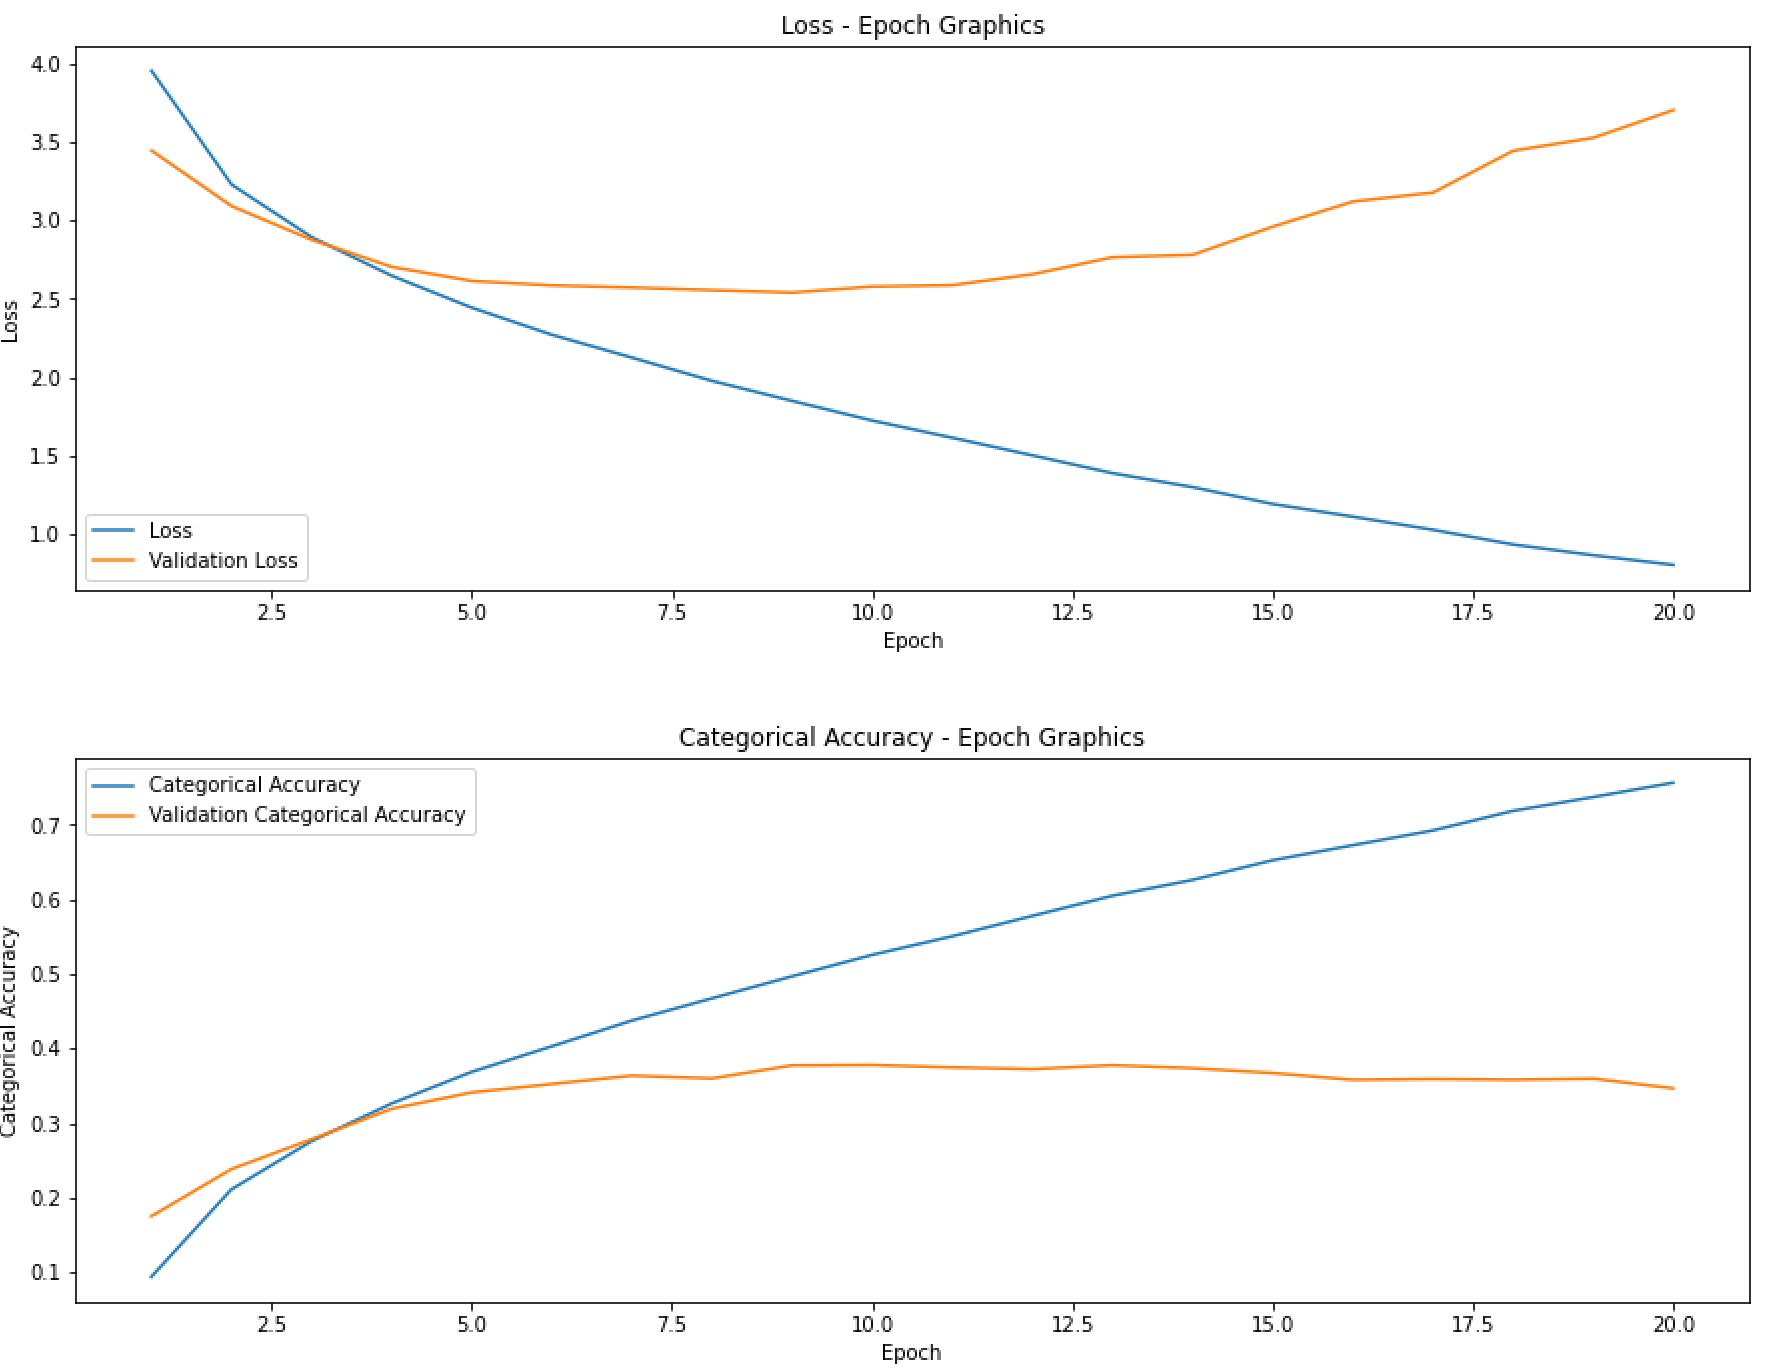 Loss - Epoch Graphics
4.0
3.5
3.0
2.5
2.0
1.5
1.0
Loss
Loss
Validation Loss
2.5 5.0 7.5 10.0 12.5 15.0 17.5 20.0
Epoch
Categorical Accuracy - Epoch Graphics
Categorical Accuracy
Validation Categorical Accuracy
0.7
0.6
0.5
0.4
0.3
0.2
0.1
Categorical Accuracy
2.5 5.0 7.5 10.0 12.5 15.0 17.5 20.0
Epoch